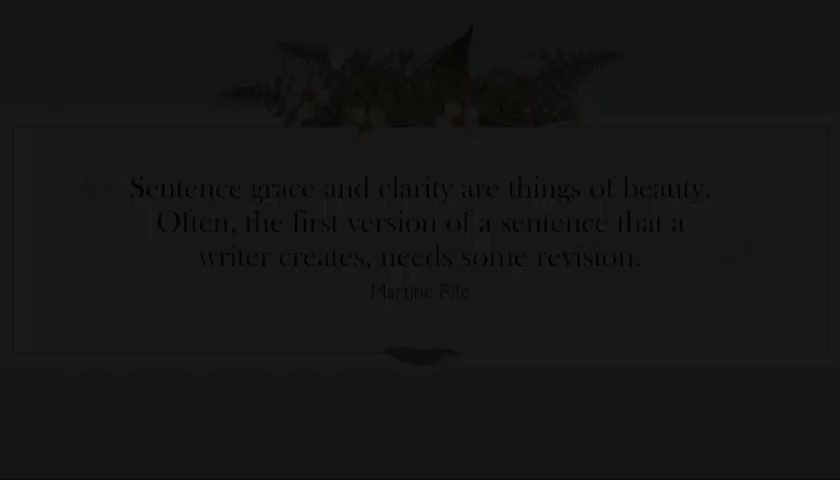 Sentence grace and clarity are things of beauty.
Often, the first version of a sentence that a
writer creates, needs some revision.
Martine Rife